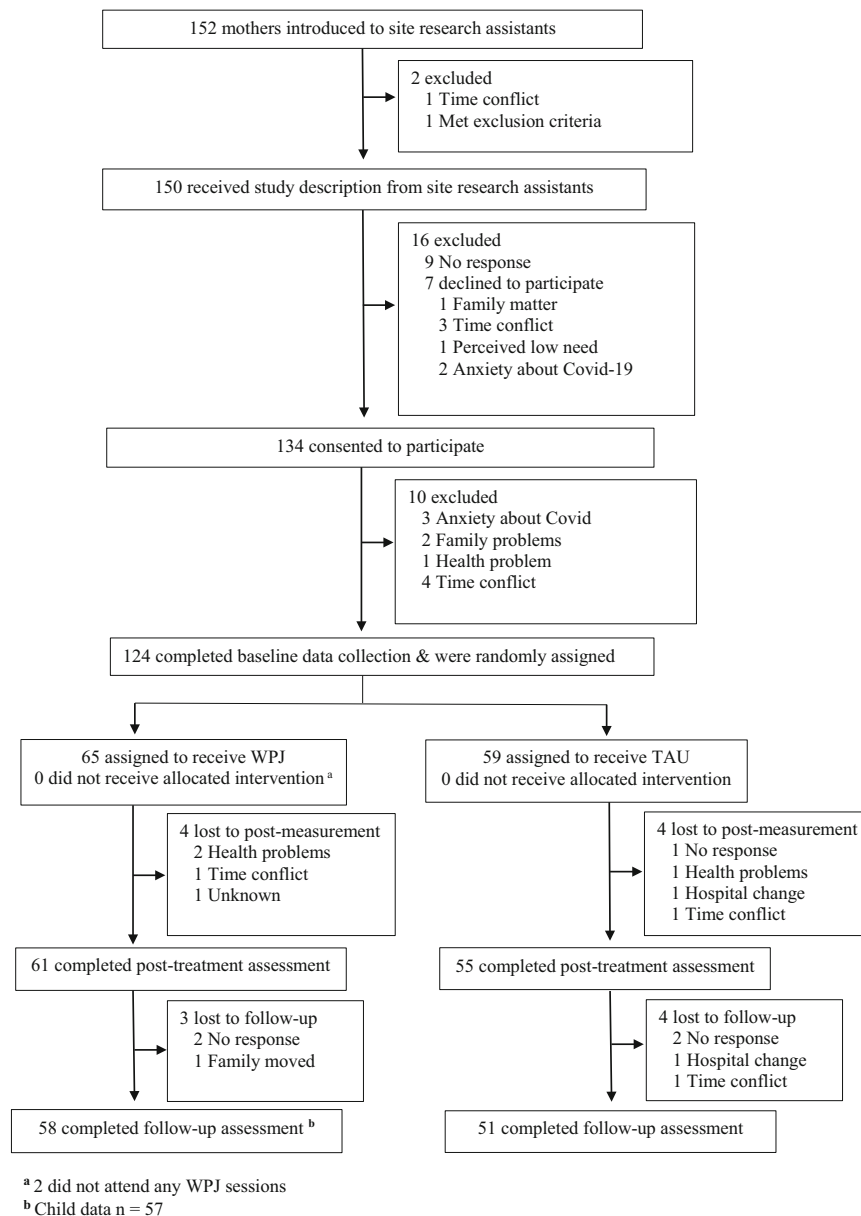 152 mothers introduced to site research assistants
2 excluded
1 Time conflict
1 Met exclusion criteria
150 received study description from site research assistants
16 excluded
9 No response
7 declined to participate
1 Family matter
3 Time conflict
1 Perceived low need
2 Anxiety about Covid-19
134 consented to participate
10 excluded
3 Anxiety about Covid
2 Family problems
1 Health problem
4 Time conflict
124 completed baseline data collection & were randomly assigned
65 assigned to receive WPJ
0 did not receive allocated intervention a
59 assigned to receive TAU
0 did not receive allocated intervention
4 lost to post-measurement
2 Health problems
1 Time conflict
1 Unknown
4 lost to post-measurement
1 No response
1 Health problems
1 Hospital change
1 Time conflict
61 completed post-treatment assessment
55 completed post-treatment assessment
3 lost to follow-up
2 No response
1 Family moved
4 lost to follow-up
2 No response
1 Hospital change
1 Time conflict
58 completed follow-up assessment b
51 completed follow-up assessment
a 2 did not attend any WPJ sessions
b Child data n = 57